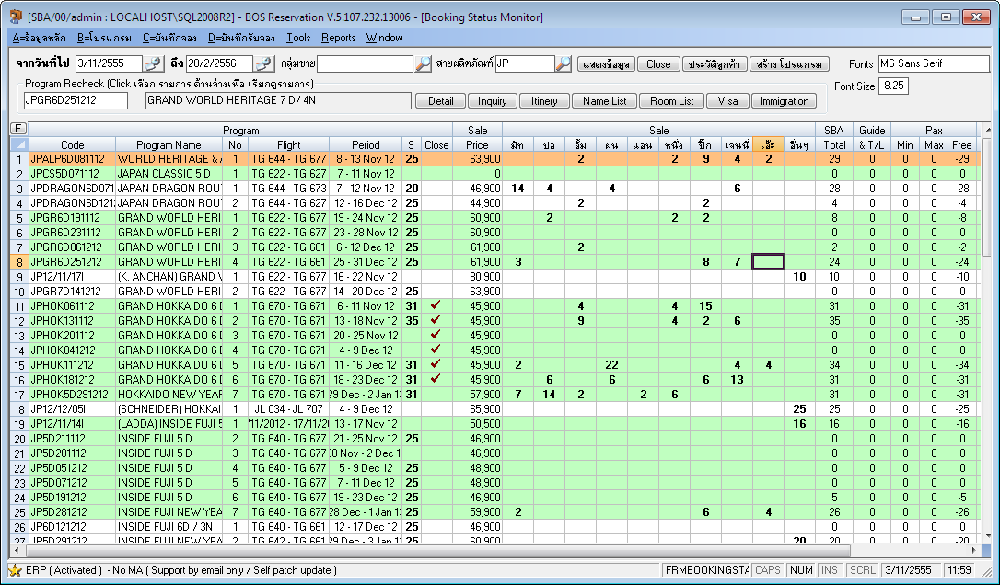 [SBA/00/admin : LOCALHOST\SQL2008R2] - BOS Reservation V.5.107.232.13006 - [Booking Status Monitor]
A=ข้อมูลหลัก B=โปรแกรม C=บันทึกจอง D=บันทึกรับจอง Tools Reports Window
จากวันที่ไป 3/11/2555 ถึง 28/2/2556 กลุ่มขาย สายผลิตภัณฑ์ JP แสดงข้อมูล Close ประวัติลูกค้า สร้าง โปรแกรม Fonts MS Sans Serif
Program Recheck (Click เลือก รายการ ด้านล่างเพื่อ เรียกดูรายการ) Font Size 8.25
JPGR6D251212 GRAND WORLD HERITAGE 7 D/ 4N Detail Inquiry Itinery Name List Room List Visa Immigration
F Program Sale Sale SBA Guide Pax
Code Program Name No Flight Period S Close Price มัท ปอ อิ๋ม ฝน แอน หนึ่ง ปิ๊ก เจนนี่ เอ๊ะ อื่นๆ Total & T/L Min Max Free
1 JPALP6D081112 WORLD HERITAGE & A 1 TG 644 - TG 677 8 - 13 Nov 12 25 63,900 2 2 9 4 2 29 0 0 0 -29
2 JPCS5D071112 JAPAN CLASSIC 5 D 1 TG 622 - TG 627 7 - 11 Nov 12 0 0 0 0 0 0
3 JPDRAGON6D071 JAPAN DRAGON ROUT 1 TG 644 - TG 673 7 - 12 Nov 12 20 46,900 14 4 4 6 28 0 0 0 -28
4 JPDRAGON6D121 JAPAN DRAGON ROUT 2 TG 644 - TG 627 12 - 16 Dec 12 25 44,900 2 2 4 0 0 0 -4
5 JPGR6D191112 GRAND WORLD HERI 1 TG 622 - TG 677 19 - 24 Nov 12 25 60,900 2 2 2 8 0 0 0 -8
6 JPGR6D231112 GRAND WORLD HERI 2 TG 622 - TG 677 23 - 28 Nov 12 25 60,900 0 0 0 0 0
7 JPGR6D061212 GRAND WORLD HERI 3 TG 622 - TG 661 6 - 12 Dec 12 25 61,900 2 2 0 0 0 -2
8 JPGR6D251212 GRAND WORLD HERI 4 TG 622 - TG 661 25 - 31 Dec 12 25 61,900 3 8 7 24 0 0 0 -24
9 JP12/11/17I (K. ANCHAN) GRAND V 1 TG 622 - TG 677 16 - 22 Nov 12 80,900 10 10 0 0 0 -10
10 JPGR7D141212 GRAND WORLD HERI 1 TG 622 - TG 677 14 - 20 Dec 12 25 63,900 0 0 0 0 0
11 JPHOK061112 GRAND HOKKAIDO 6 D 1 TG 670 - TG 671 6 - 11 Nov 12 31 ✓ 45,900 4 4 15 31 0 0 0 -31
12 JPHOK131112 GRAND HOKKAIDO 6 D 2 TG 670 - TG 671 13 - 18 Nov 12 35 ✓ 45,900 9 4 2 6 35 0 0 0 -35
13 JPHOK201112 GRAND HOKKAIDO 6 D 3 TG 670 - TG 671 20 - 25 Nov 12 ✓ 45,900 0 0 0 0 0
14 JPHOK041212 GRAND HOKKAIDO 6 D 4 TG 670 - TG 671 4 - 9 Dec 12 ✓ 45,900 0 0 0 0 0
15 JPHOK111212 GRAND HOKKAIDO 6 D 5 TG 670 - TG 671 11 - 16 Dec 12 31 ✓ 45,900 2 22 4 4 34 0 0 0 -34
16 JPHOK181212 GRAND HOKKAIDO 6 D 6 TG 670 - TG 671 18 - 23 Dec 12 31 ✓ 45,900 6 6 6 13 31 0 0 0 -31
17 JPHOK5D291212 HOKKAIDO NEW YEAR 7 TG 670 - TG 671 29 Dec - 2 Jan 13 31 57,900 7 14 2 2 6 31 0 0 0 -31
18 JP12/12/05I (SCHNEIDER) HOKKAI 1 JL 034 - JL 707 4 - 9 Dec 12 65,900 25 25 0 0 0 -25
19 JP12/11/14I (LADDA) INSIDE FUJI 5 1 '11/2012 - 17/11/20 13 - 17 Nov 12 50,500 16 16 0 0 0 -16
20 JP5D211112 INSIDE FUJI 5 D 2 TG 640 - TG 677 21 - 25 Nov 12 25 46,900 0 0 0 0 0
21 JP5D281112 INSIDE FUJI 5 D 3 TG 640 - TG 677 28 Nov - 2 Dec 1 46,900 0 0 0 0 0
22 JP5D051212 INSIDE FUJI 5 D 4 TG 640 - TG 677 5 - 9 Dec 12 25 48,900 0 0 0 0 0
23 JP5D071212 INSIDE FUJI 5 D 5 TG 640 - TG 677 7 - 11 Dec 12 25 48,900 0 0 0 0 0
24 JP5D191212 INSIDE FUJI 5 D 6 TG 640 - TG 677 19 - 23 Dec 12 25 46,900 5 0 0 0 -5
25 JP5D281212 INSIDE FUJI NEW YEA 7 TG 640 - TG 677 28 Dec - 1 Jan 13 25 59,900 2 6 4 26 0 0 0 -26
26 JP6D121212 INSIDE FUJI 6D / 3N 1 TG 640 - TG 661 12 - 17 Dec 12 25 46,900 0 0 0 0 0
27 JP5D291212 INSIDE FUJI NEW YEA 2 TG 640 - TG 661 29 Dec - 3 Jan 13 25 60,900 20 20 0 0 0 -20
ERP ( Activated ) - No MA ( Support by email only / Self patch update ) FRMBOOKINGSTA CAPS NUM INS SCRL 3/11/2555 11:59